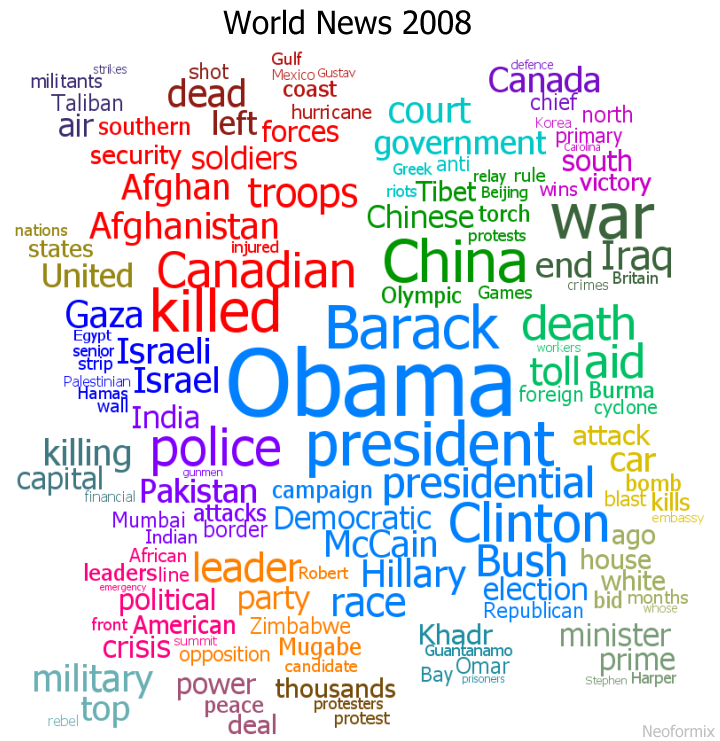 World News 2008
strikes
militants
Taliban
air
shot
dead
left
southern
security
soldiers
forces
Gulf
Mexico Gustav
coast
hurricane
court
government
Greek anti
riots
defence
Canada
chief
north
Korea
primary
Carolina
south
wins victory
relay rule
Tibet Beijing
Chinese torch
protests
China
Olympic Games
war
end Iraq
crimes Britain
Afghan troops
Afghanistan
injured
Canadian
killed
nations
states
United
Gaza
Egypt
senior
strip
Israeli
Palestinian
Israel
Hamas
wall
Barack
Obama
president
presidential
campaign
Democratic
Clinton
McCain
Bush
Hillary
race
election
Republican
death
workers
toll aid
foreign Burma
cyclone
India
police
gunmen
Pakistan
Mumbai attacks
Indian border
killing
capital
financial
attack
car
bomb
blast kills
embassy
ago
house
white
bid months
whose
African
leaders line
emergency
political
front American
crisis summit
leader Robert
party
Zimbabwe
opposition Mugabe
candidate
Khadr
Guantanamo
Bay Omar
prisoners
minister
prime
Stephen Harper
military
top
rebel
power
peace
deal
thousands
protesters
protest
Neoformix